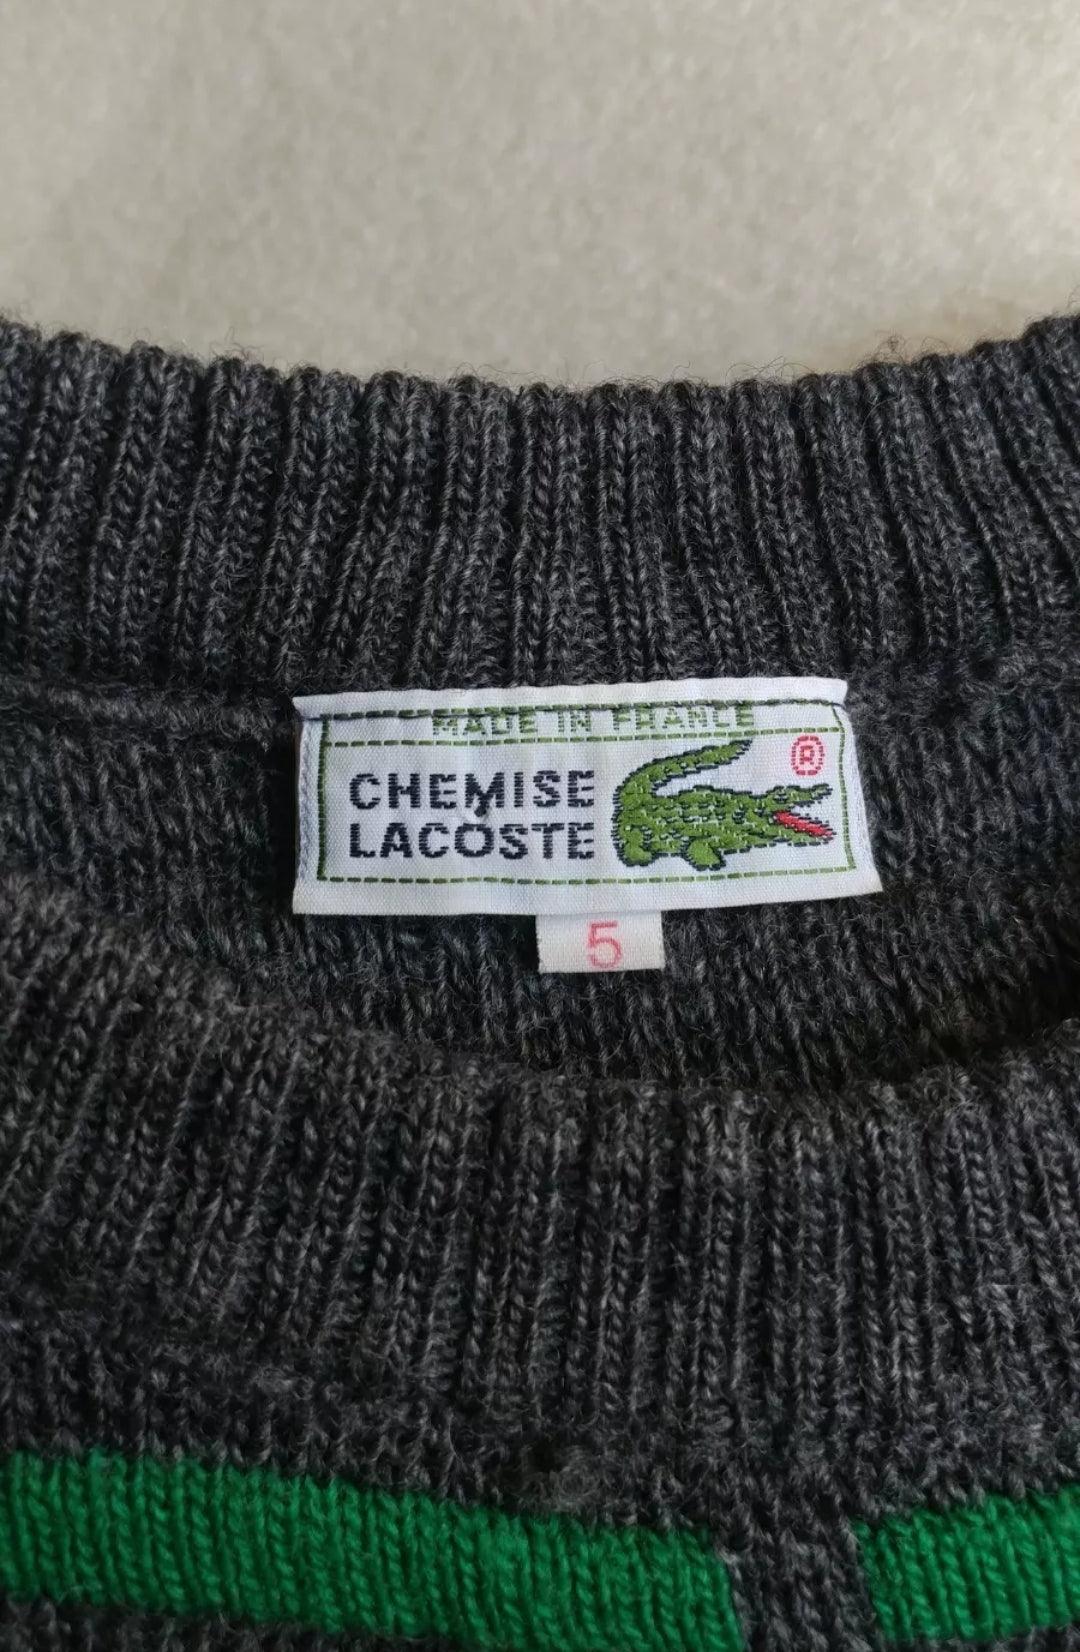 MADE IN FRANCE
®
CHEMISE
LACOSTE
5